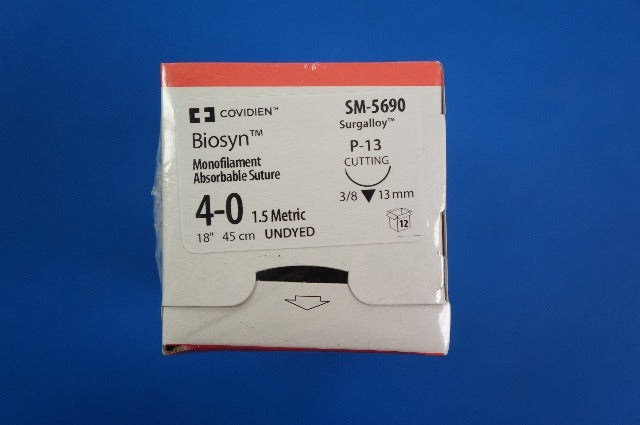 COVIDIEN™
Biosyn™
Monofilament
Absorbable Suture
4-0 1.5 Metric
18" 45 cm UNDYED
SM-5690
Surgalloy™
P-13
CUTTING
3/8 13 mm
12